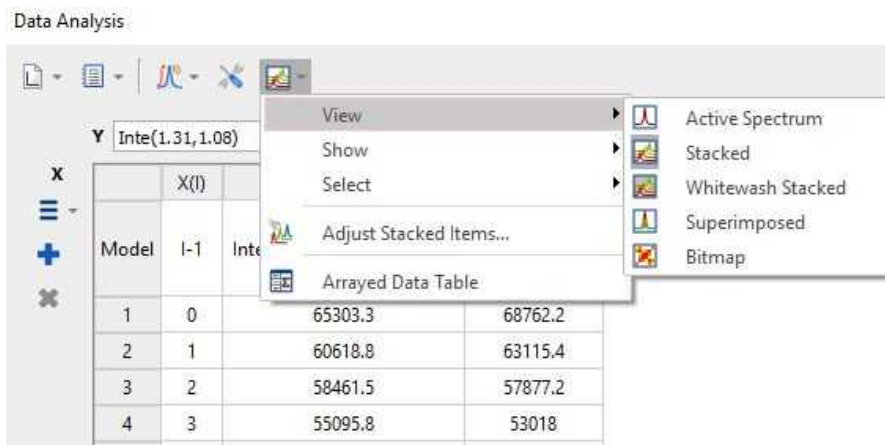 Data Analysis
View
Show
Select
Adjust Stacked Items...
Arrayed Data Table
Active Spectrum
Stacked
Whitewash Stacked
Superimposed
Bitmap
Y Inte(1.31,1.08)
X
X(I)
Model I-1
1 0 65303.3 68762.2
2 1 60618.8 63115.4
3 2 58461.5 57877.2
4 3 55095.8 53018